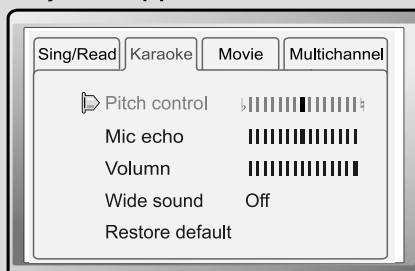 Sing/Read Karaoke Movie Multichannel
Pitch control ♭ ♮
Mic echo
Volumn
Wide sound Off
Restore default